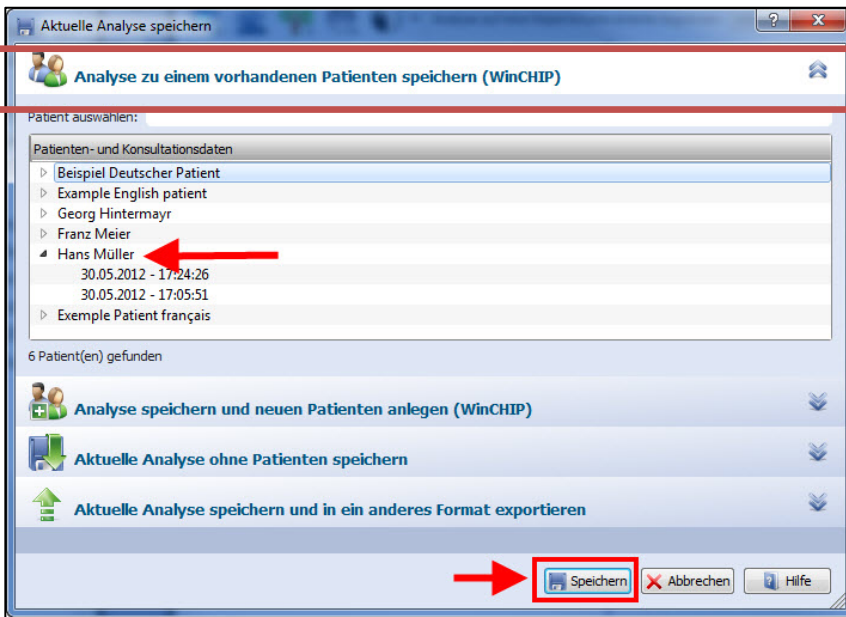 Aktuelle Analyse speichern
Analyse zu einem vorhandenen Patienten speichern (WinCHIP)
Patient auswählen:
Patienten- und Konsultationsdaten
Beispiel Deutscher Patient
Example English patient
Georg Hintermayr
Franz Meier
Hans Müller
30.05.2012 - 17:24:26
30.05.2012 - 17:05:51
Exemple Patient français
6 Patient(en) gefunden
Analyse speichern und neuen Patienten anlegen (WinCHIP)
Aktuelle Analyse ohne Patienten speichern
Aktuelle Analyse speichern und in ein anderes Format exportieren
Speichern Abbrechen Hilfe